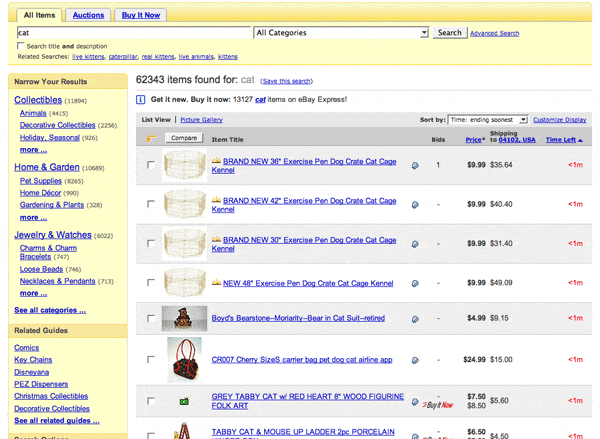 All Items Auctions Buy It Now
cat All Categories Search Advanced Search
Search title and description
Related Searches: live kittens, caterpillar, real kittens, live animals, kittens
Narrow Your Results
Collectibles (11894)
Animals (4415)
Decorative Collectibles (2256)
Holiday, Seasonal (926)
more ...
Home & Garden (10689)
Pet Supplies (8265)
Home Décor (990)
Gardening & Plants (328)
more ...
Jewelry & Watches (6022)
Charms & Charm
Bracelets (747)
Loose Beads (746)
Necklaces & Pendants (713)
more ...
See all categories ...
Related Guides
Comics
Key Chains
Disneyana
PEZ Dispensers
Christmas Collectibles
Decorative Collectibles
See all related guides ...
62343 items found for: cat (Save this search)
Get it new. Buy it now: 13127 cat items on eBay Express!
List View | Picture Gallery Sort by: Time: ending soonest Customize Display
Compare Item Title Bids Price* Shipping to 04102, USA Time Left
BRAND NEW 36" Exercise Pen Dog Crate Cat Cage
Kennel
1 $9.99 $35.64 <1m
BRAND NEW 42" Exercise Pen Dog Crate Cat Cage
Kennel
- $9.99 $40.40 <1m
BRAND NEW 30" Exercise Pen Dog Crate Cat Cage
Kennel
- $9.99 $31.40 <1m
NEW 48" Exercise Pen Dog Crate Cat Cage Kennel - $9.99 $49.09 <1m
Boyd's Bearstone--Moriarity--Bear in Cat Suit--retired - $4.99 $9.15 <1m
CR007 Cherry SizeS carrier bag pet dog cat airline app - $24.99 $15.00 <1m
GREY TABBY CAT w/ RED HEART 8" WOOD FIGURINE
FOLK ART
- $7.50 $5.60 <1m
Buy It Now $8.50
TABBY CAT & MOUSE UP LADDER 2pc PORCELAIN - $4.99